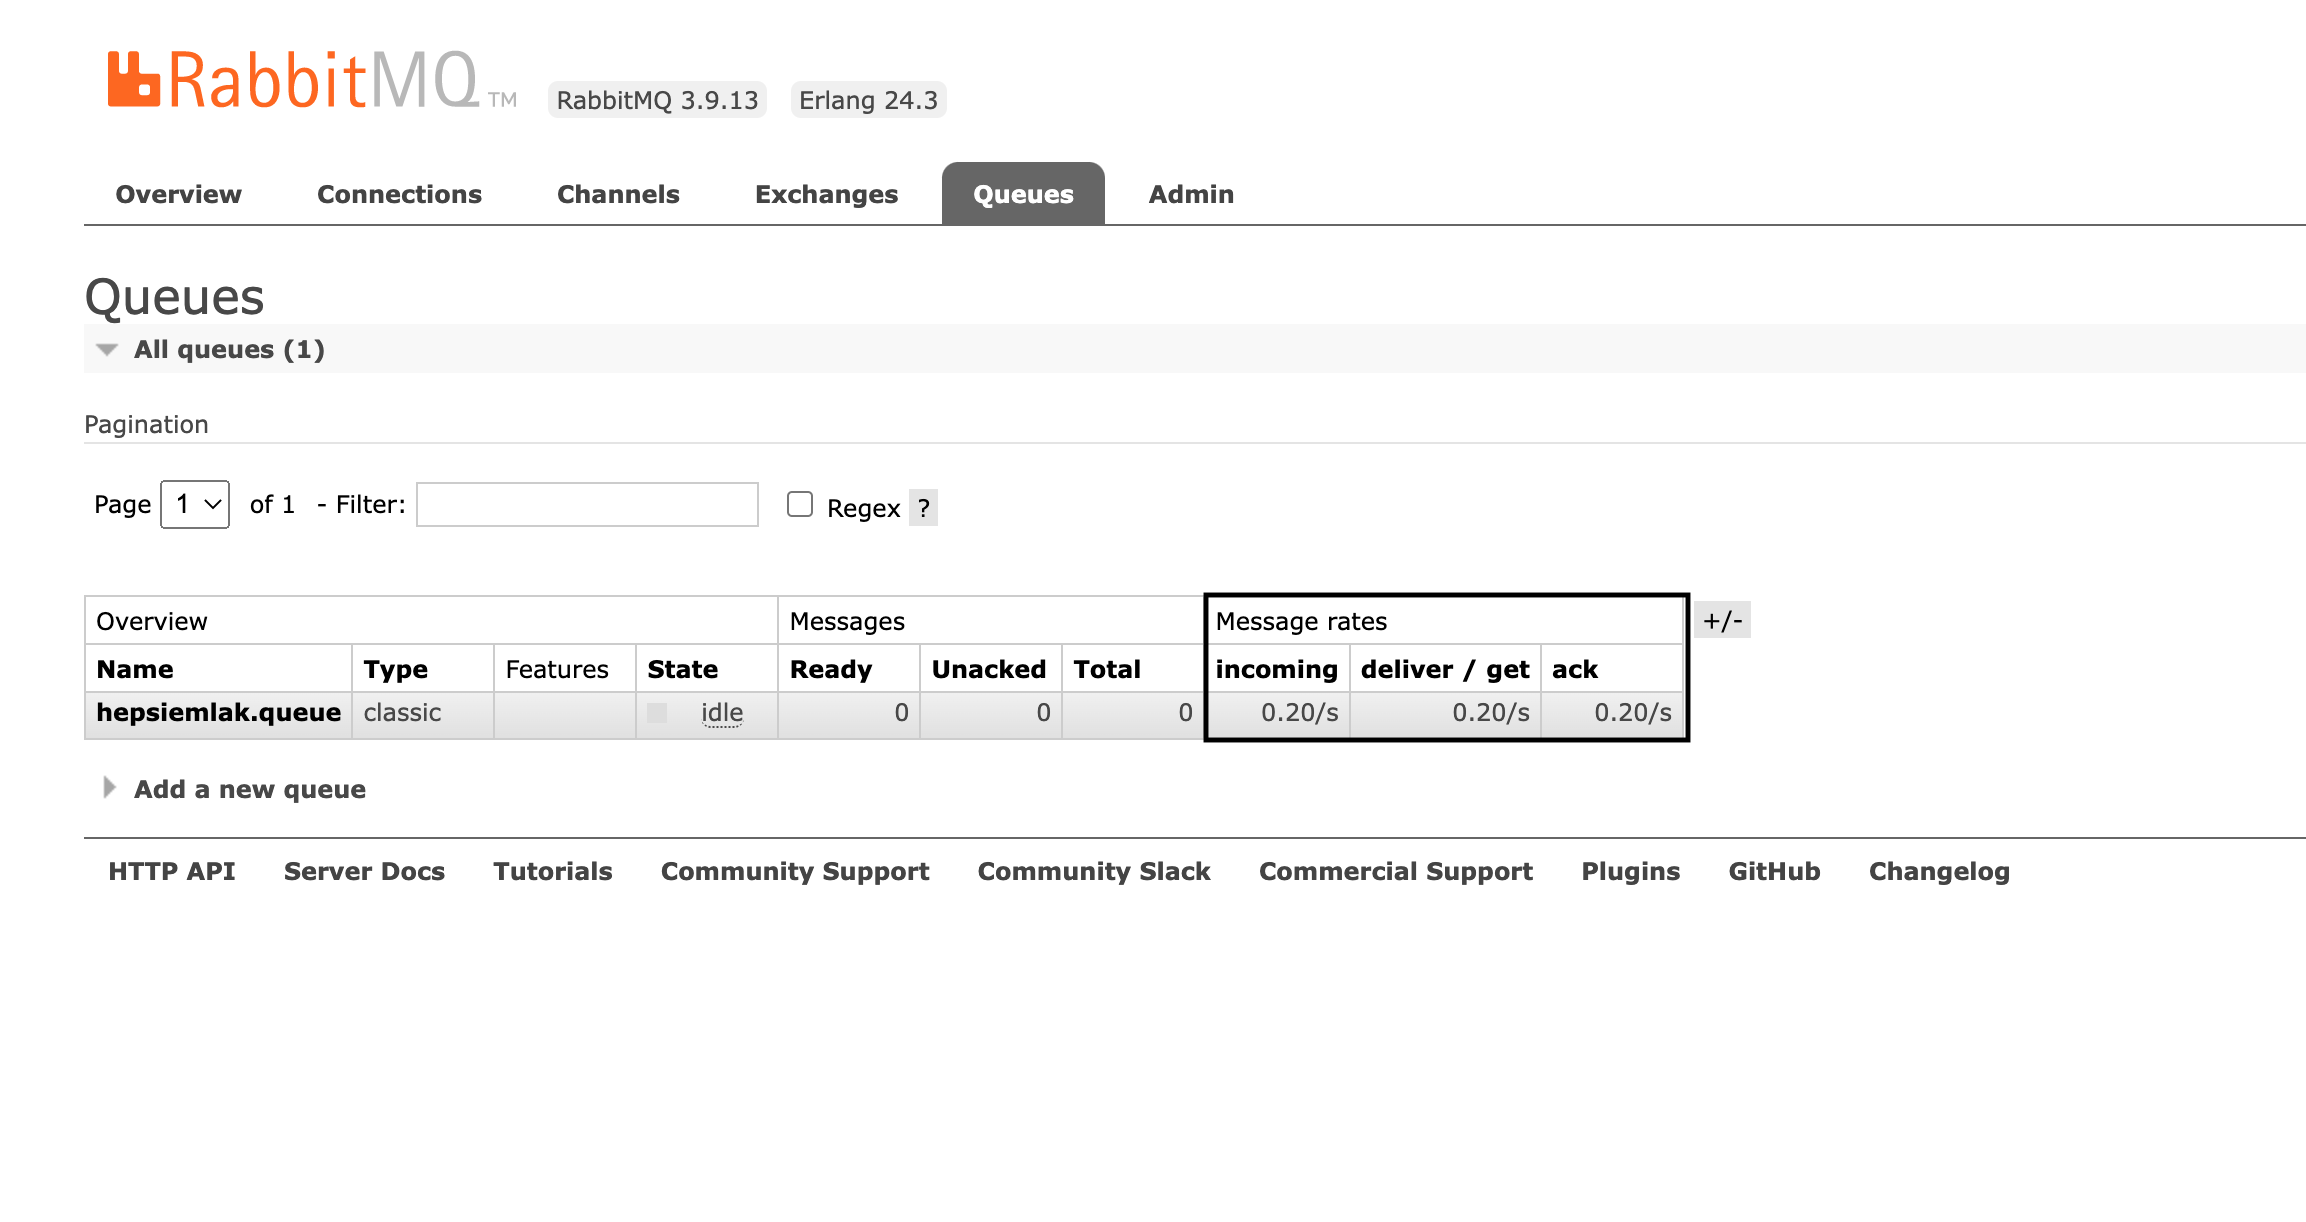 RabbitMQ TM RabbitMQ 3.9.13 Erlang 24.3
Overview Connections Channels Exchanges Queues Admin
Queues
All queues (1)
Pagination
Page 1 of 1 - Filter: Regex ?
Overview Messages Message rates +/-
Name Type Features State Ready Unacked Total incoming deliver / get ack
hepsiemlak.queue classic idle 0 0 0 0.20/s 0.20/s 0.20/s
Add a new queue
HTTP API Server Docs Tutorials Community Support Community Slack Commercial Support Plugins GitHub Changelog